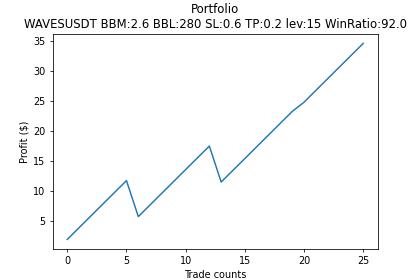 Portfolio
WAVESUSDT BBM:2.6 BBL:280 SL:0.6 TP:0.2 lev:15 WinRatio:92.0
35
30
25
20
15
10
5
Profit ($)
0 5 10 15 20 25
Trade counts